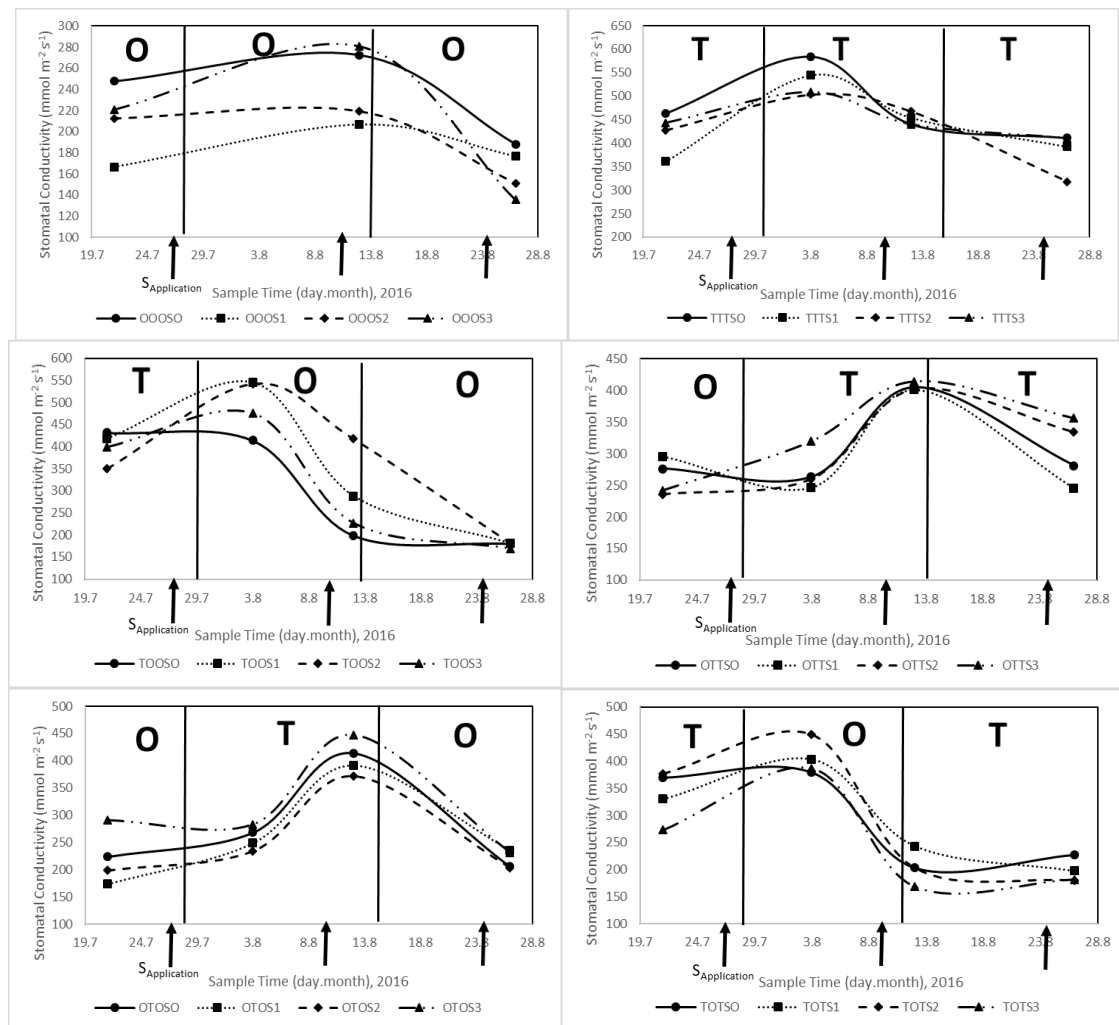 Stomatal Conductivity (mmol m⁻² s⁻¹)
300
280
260
240
220
200
180
160
140
120
100
O O O
19.7 24.7 29.7 3.8 8.8 13.8 18.8 23.8 28.8
SApplication
Sample Time (day.month), 2016
OOOSO OOOS1 OOOS2 OOOS3
Stomatal Conductivity (mmol m⁻² s⁻¹)
650
600
550
500
450
400
350
300
250
200
T T T
19.7 24.7 29.7 3.8 8.8 13.8 18.8 23.8 28.8
SApplication
Sample Time (day.month), 2016
TTTSO TTTS1 TTTS2 TTTS3
Stomatal Conductivity (mmol m⁻² s⁻¹)
600
550
500
450
400
350
300
250
200
150
100
T O O
19.7 24.7 29.7 3.8 8.8 13.8 18.8 23.8 28.8
SApplication
Sample Time (day.month), 2016
TOOSO TOOS1 TOOS2 TOOS3
Stomatal Conductivity (mmol m⁻² s⁻¹)
450
400
350
300
250
200
150
100
O T T
19.7 24.7 29.7 3.8 8.8 13.8 18.8 23.8 28.8
SApplication
Sample Time (day.month), 2016
OTTSO OTTS1 OTTS2 OTTS3
Stomatal Conductivity (mmol m⁻² s⁻¹)
500
450
400
350
300
250
200
150
100
O T O
19.7 24.7 29.7 3.8 8.8 13.8 18.8 23.8 28.8
SApplication
Sample Time (day.month), 2016
OTOSO OTOS1 OTOS2 OTOS3
Stomatal Conductivity (mmol m⁻² s⁻¹)
500
450
400
350
300
250
200
150
100
T O T
19.7 24.7 29.7 3.8 8.8 13.8 18.8 23.8 28.8
SApplication
Sample Time (day.month), 2016
TOTSO TOTS1 TOTS2 TOTS3